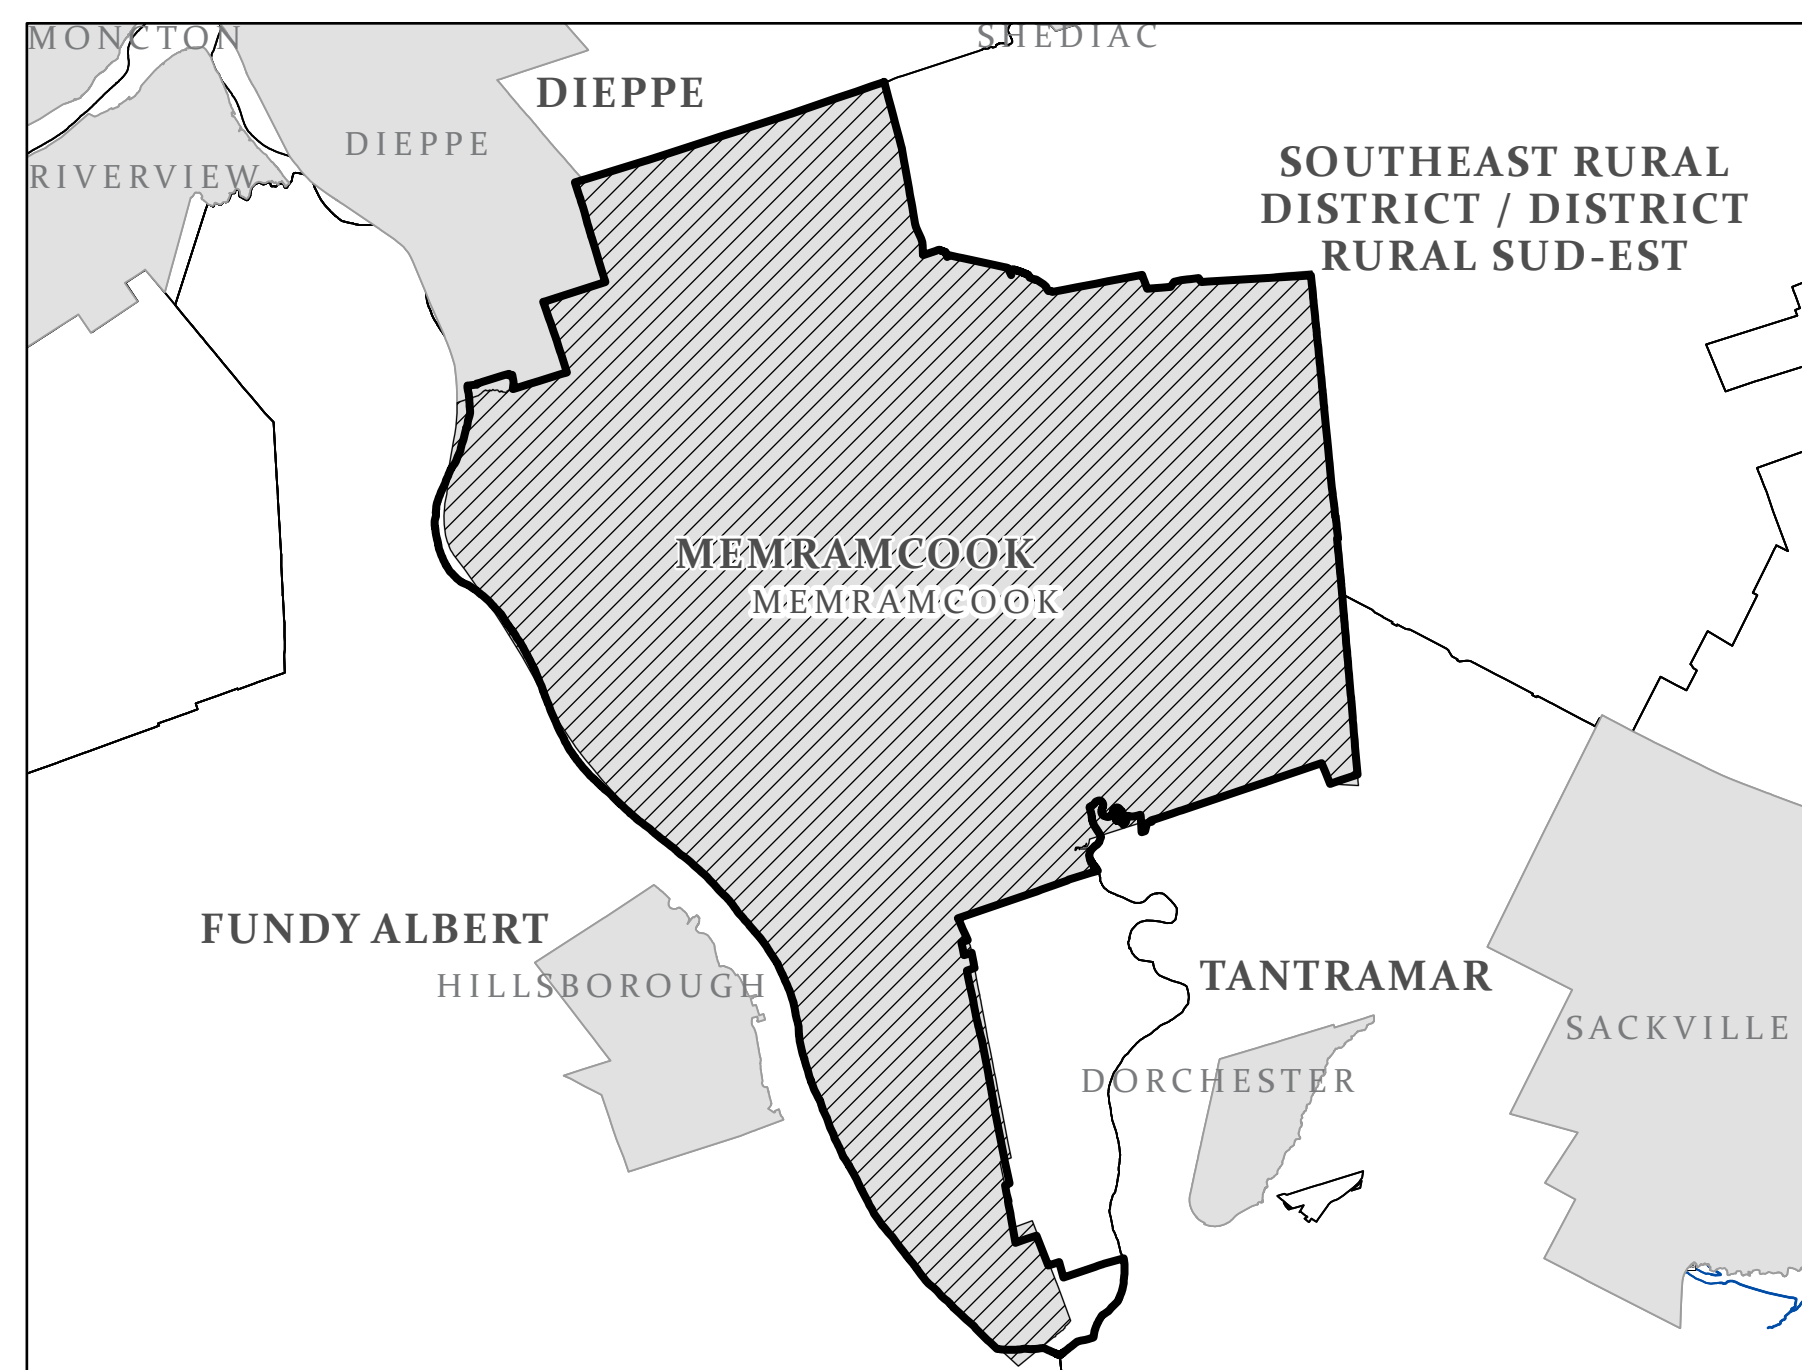 MONCTON
SHEDIAC
DIEPPE
DIEPPE
RIVERVIEW
SOUTHEAST RURAL
DISTRICT / DISTRICT
RURAL SUD-EST
MEMRAMCOOK
MEMRAMCOOK
FUNDY ALBERT
HILLSBOROUGH
TANTRAMAR
SACKVILLE
DORCHESTER